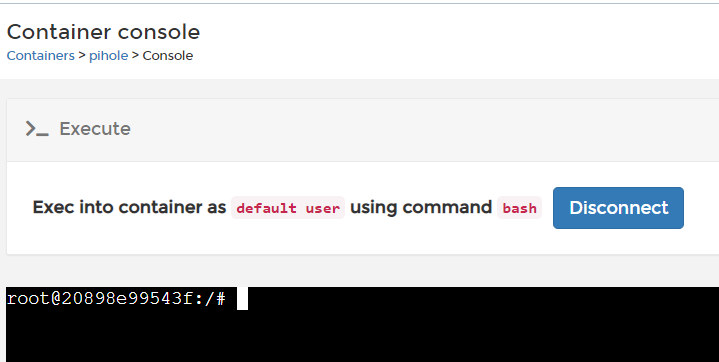 Container console
Containers > pihole > Console
Execute
Exec into container as default user using command bash Disconnect
root@20898e99543f:/#